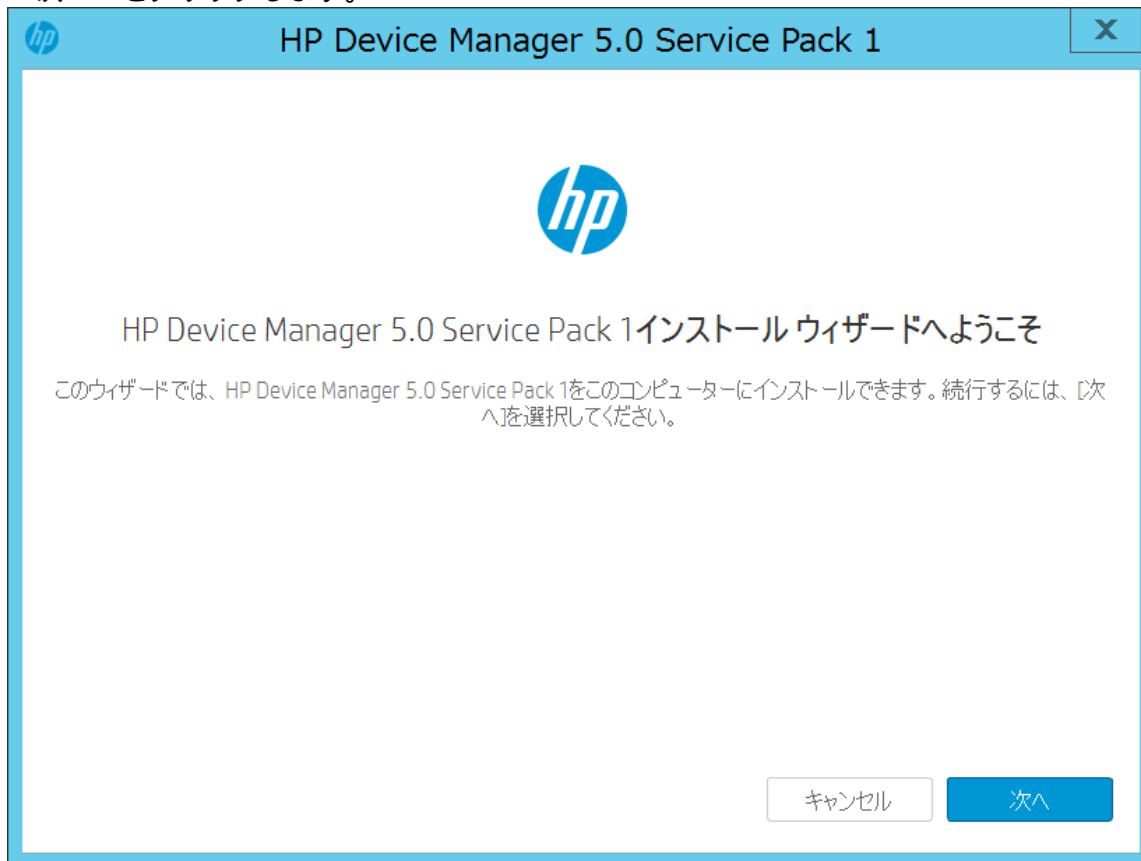 HP Device Manager 5.0 Service Pack 1
X
hp
HP Device Manager 5.0 Service Pack 1インストール ウィザードへようこそ
このウィザードでは、HP Device Manager 5.0 Service Pack 1をこのコンピューターにインストールできます。続行するには、[次
へ]を選択してください。
キャンセル
次へ